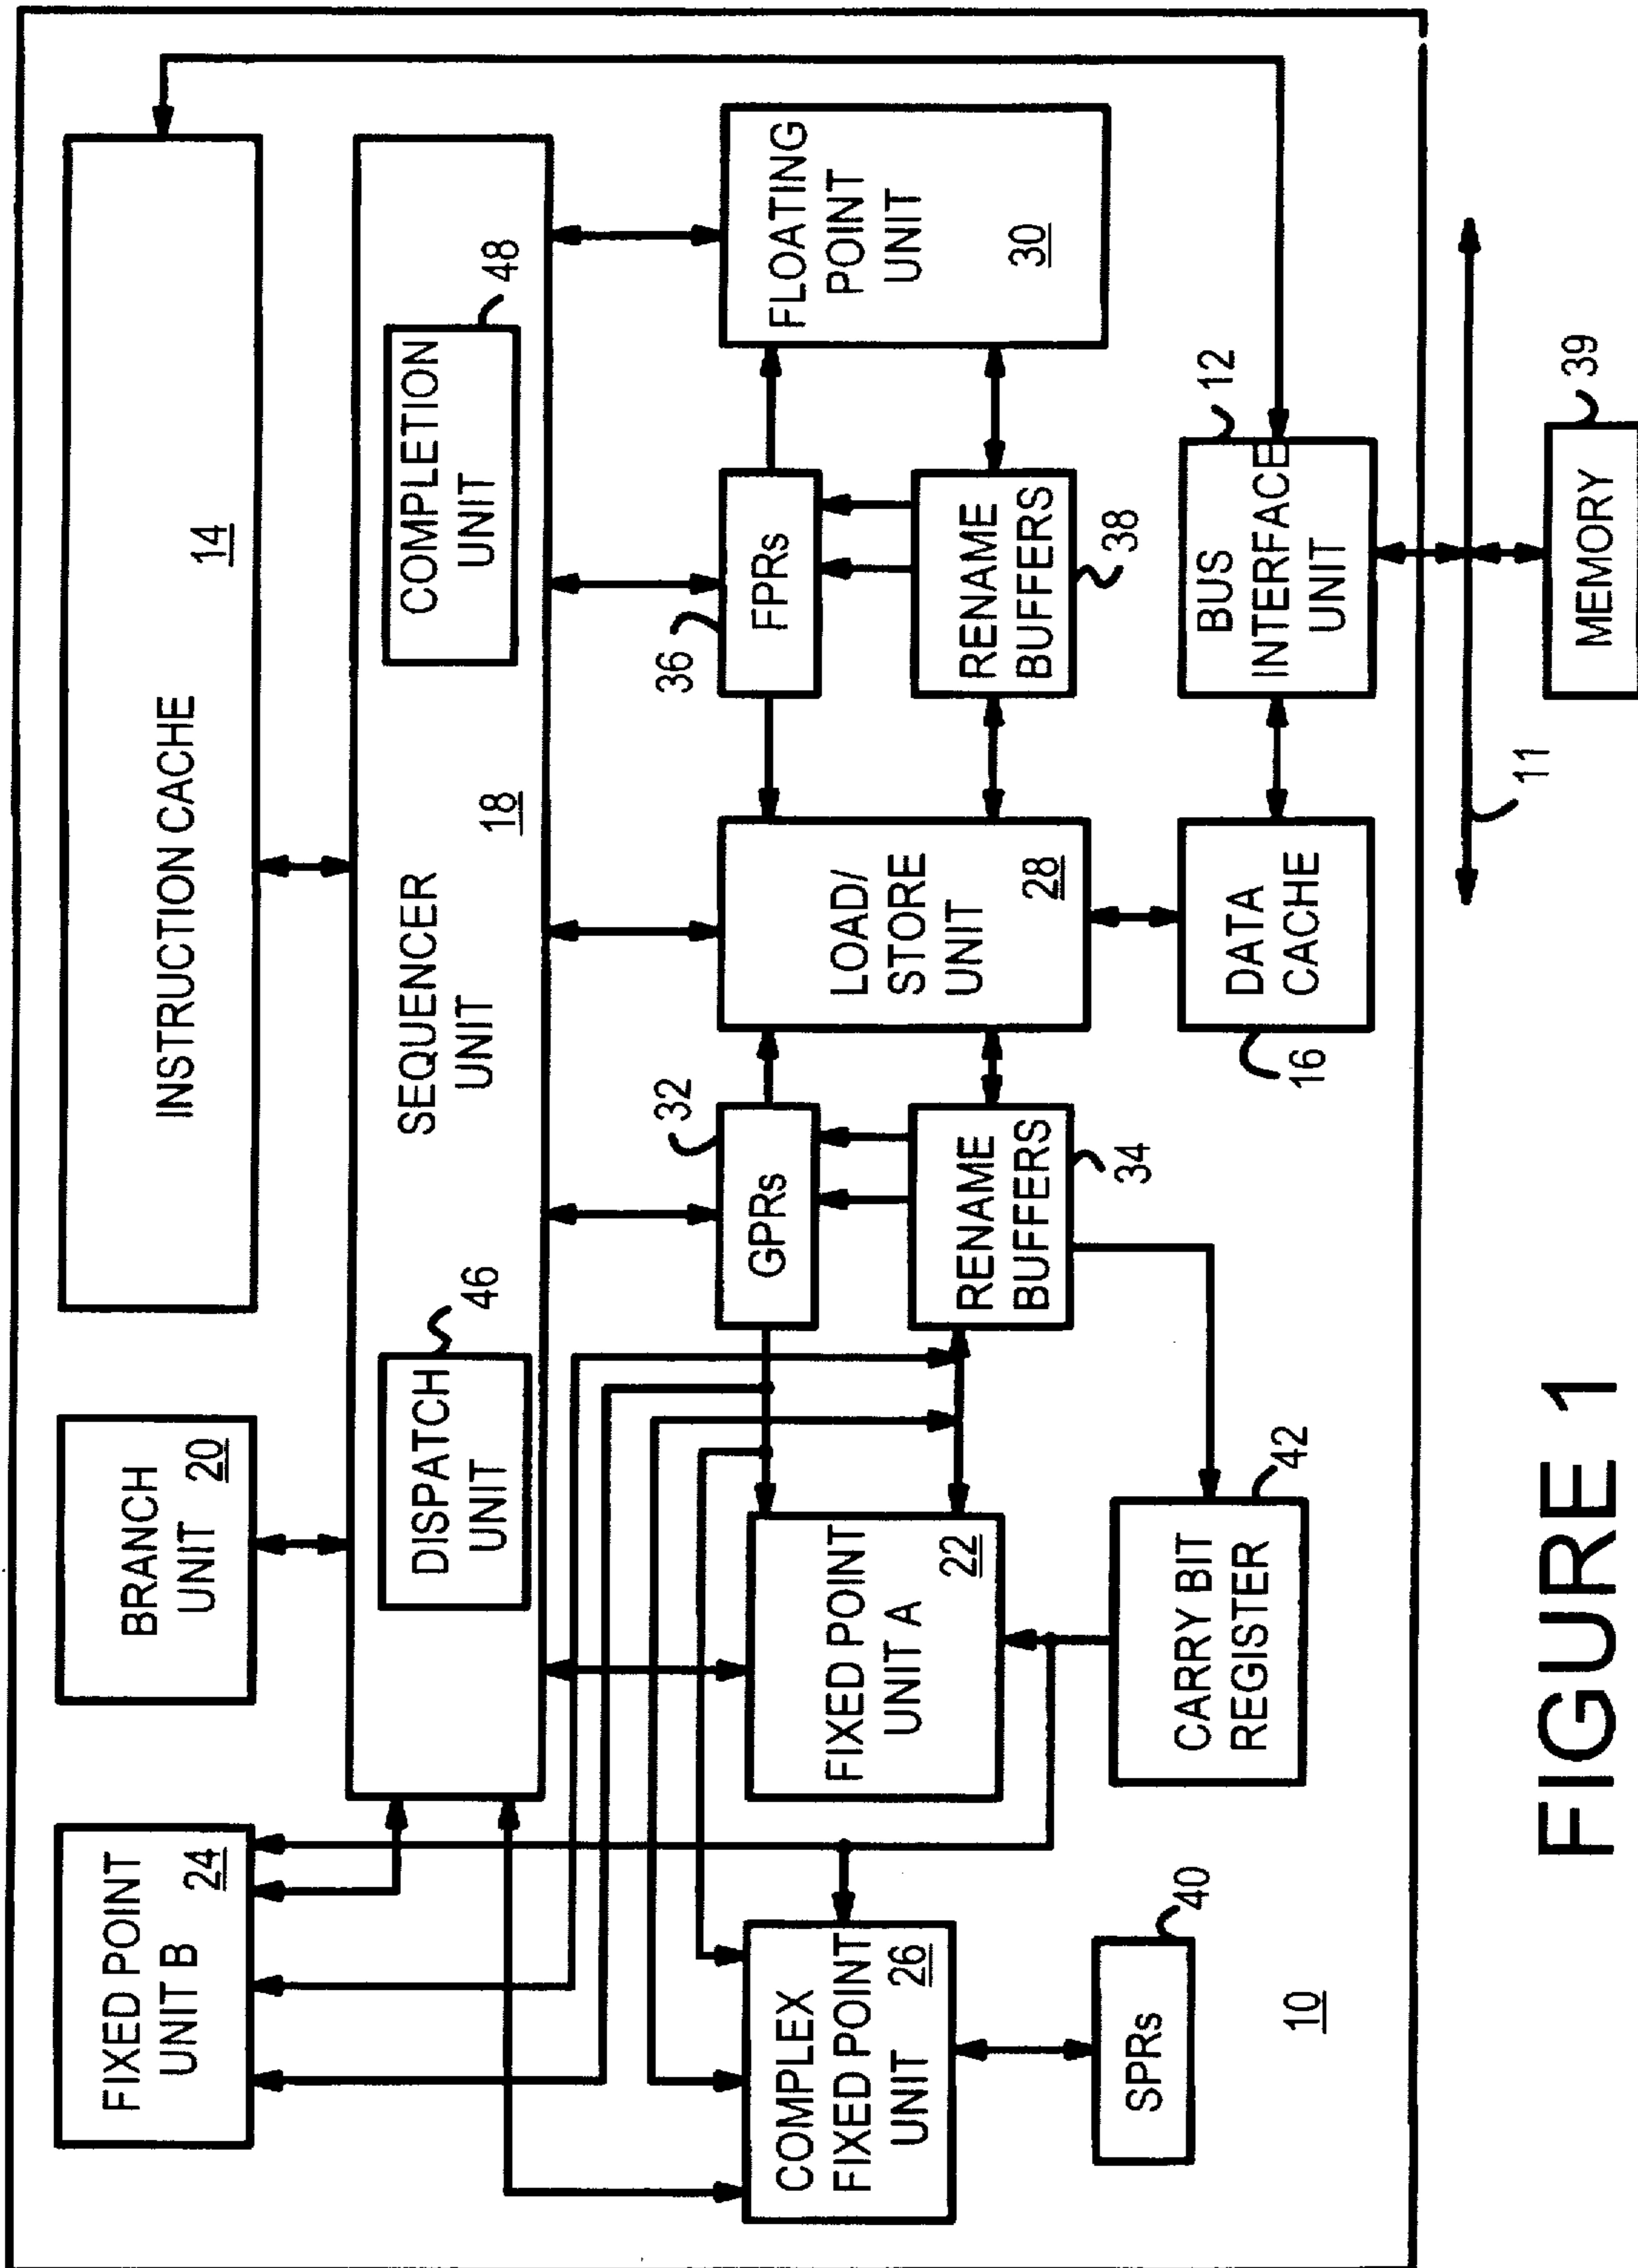 FIXED POINT
UNIT B
24
BRANCH
UNIT
20
INSTRUCTION CACHE
14
SEQUENCER
UNIT
18
DISPATCH
UNIT
46
COMPLETION
UNIT
48
COMPLEX
FIXED POINT
UNIT
26
FIXED POINT
UNIT A
22
GPRs
32
RENAME
BUFFERS
34
LOAD/
STORE
UNIT
28
FPRs
36
RENAME
BUFFERS
38
FLOATING
POINT
UNIT
30
SPRs
40
CARRY BIT
REGISTER
42
DATA
CACHE
16
BUS
INTERFACE
UNIT
12
10
11
MEMORY
39
FIGURE 1